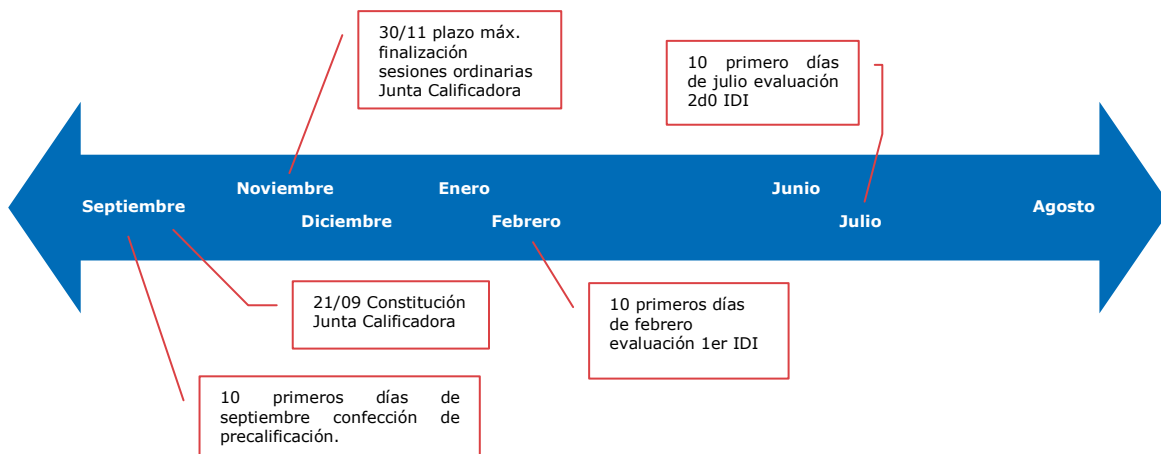 30/11 plazo máx.
finalización
sesiones ordinarias
Junta Calificadora
10 primero días
de julio evaluación
2d0 IDI
Noviembre
Enero
Junio
Septiembre
Diciembre
Febrero
Julio
Agosto
21/09 Constitución
Junta Calificadora
10 primeros días
de febrero
evaluación 1er IDI
10 primeros días de
septiembre confección de
precalificación.